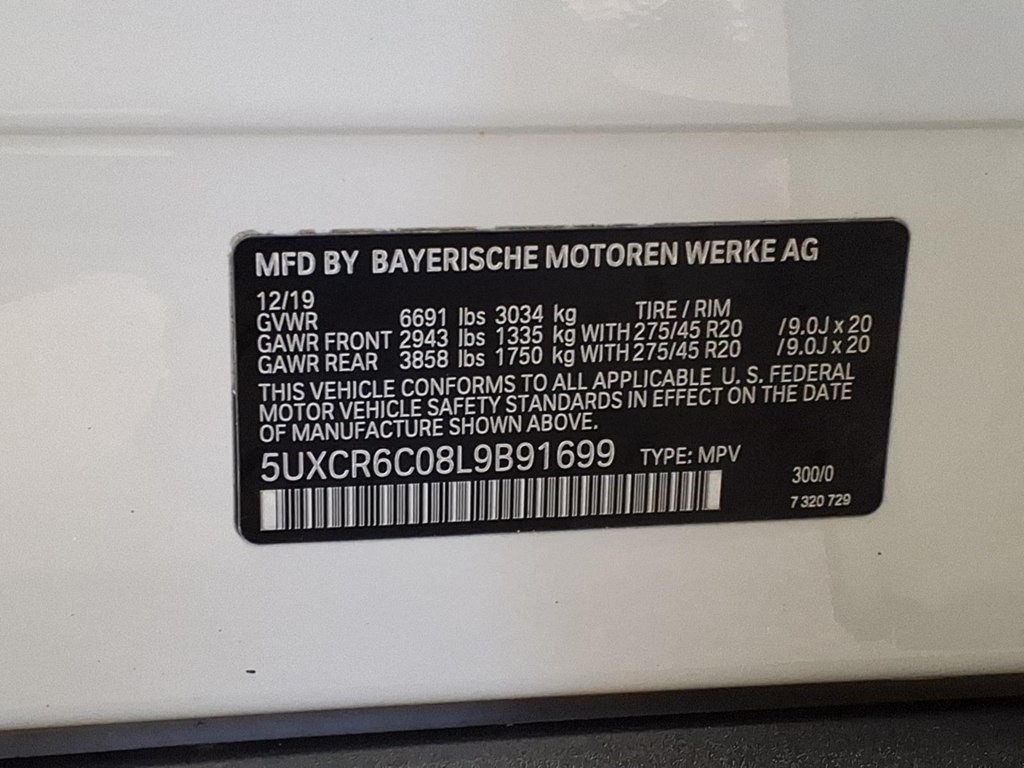 MFD BY BAYERISCHE MOTOREN WERKE AG
12/19
GVWR 6691 lbs 3034 kg TIRE / RIM
GAWR FRONT 2943 lbs 1335 kg WITH 275/45 R20 /9.0J x 20
GAWR REAR 3858 lbs 1750 kg WITH 275/45 R20 /9.0J x 20
THIS VEHICLE CONFORMS TO ALL APPLICABLE U. S. FEDERAL
MOTOR VEHICLE SAFETY STANDARDS IN EFFECT ON THE DATE
OF MANUFACTURE SHOWN ABOVE.
5UXCR6C08L9B91699 TYPE: MPV
300/0
7 320 729